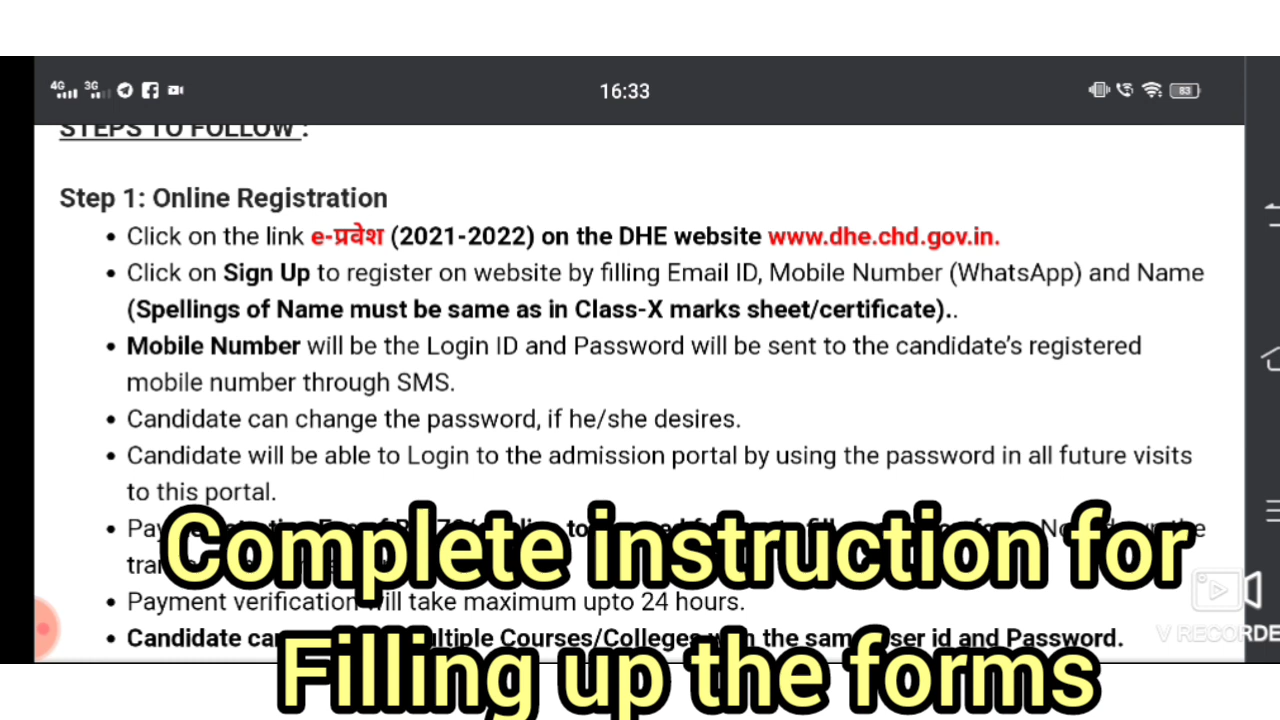 4G 3G 16:33 83
STEPS TO FOLLOW :
Step 1: Online Registration
• Click on the link e-प्रवेश (2021-2022) on the DHE website www.dhe.chd.gov.in.
• Click on Sign Up to register on website by filling Email ID, Mobile Number (WhatsApp) and Name
(Spellings of Name must be same as in Class-X marks sheet/certificate)..
• Mobile Number will be the Login ID and Password will be sent to the candidate's registered
mobile number through SMS.
• Candidate can change the password, if he/she desires.
• Candidate will be able to Login to the admission portal by using the password in all future visits
to this portal.
Complete instruction for
• Payment verification will take maximum upto 24 hours.
V RECORDE
• Candidate Courses/Colleges the same user id and Password.
Filling up the forms